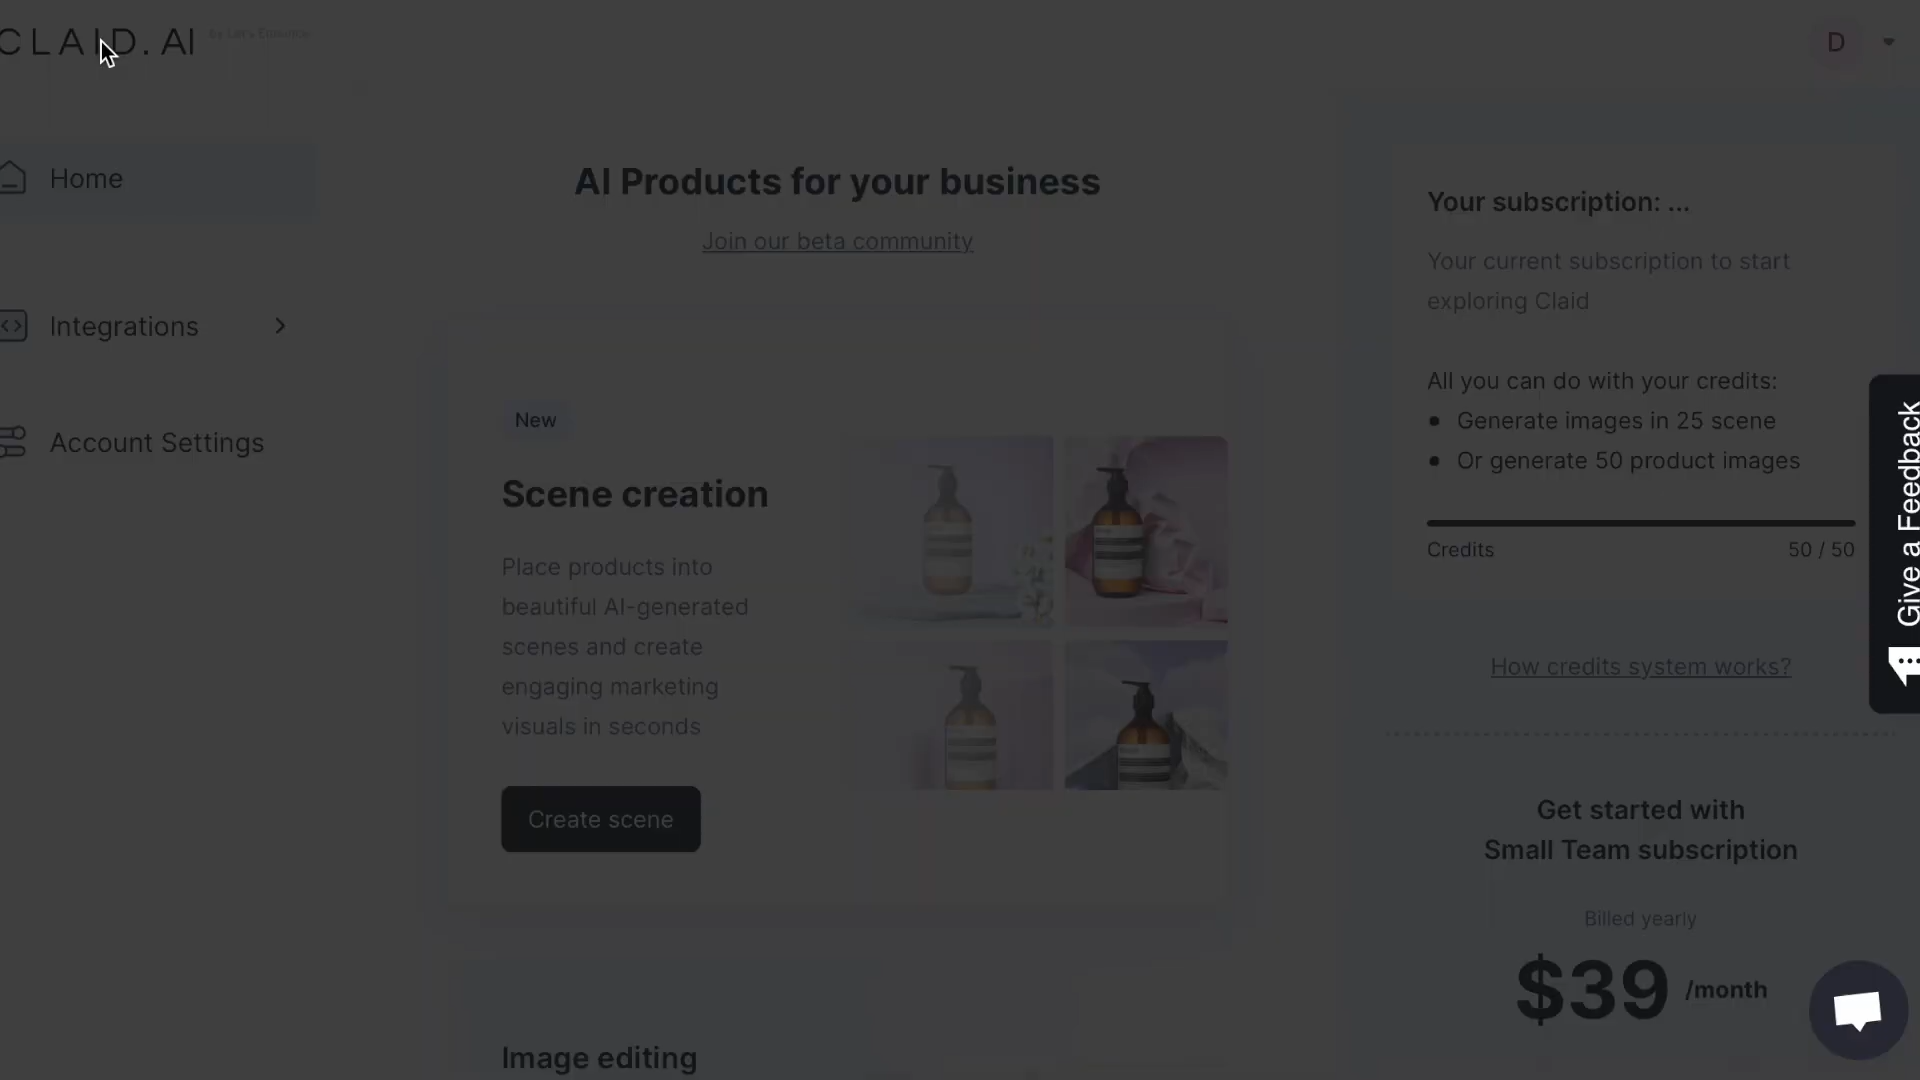 CLAID.AI by Let's Enhance
D
Home
Integrations
Account Settings
AI Products for your business
Join our beta community
New
Scene creation
Place products into
beautiful AI-generated
scenes and create
engaging marketing
visuals in seconds
Create scene
Image editing
Your subscription: ...
Your current subscription to start
exploring Claid
All you can do with your credits:
Generate images in 25 scene
Or generate 50 product images
Credits 50 / 50
How credits system works?
Get started with
Small Team subscription
Billed yearly
$39 /month
Give a Feedback